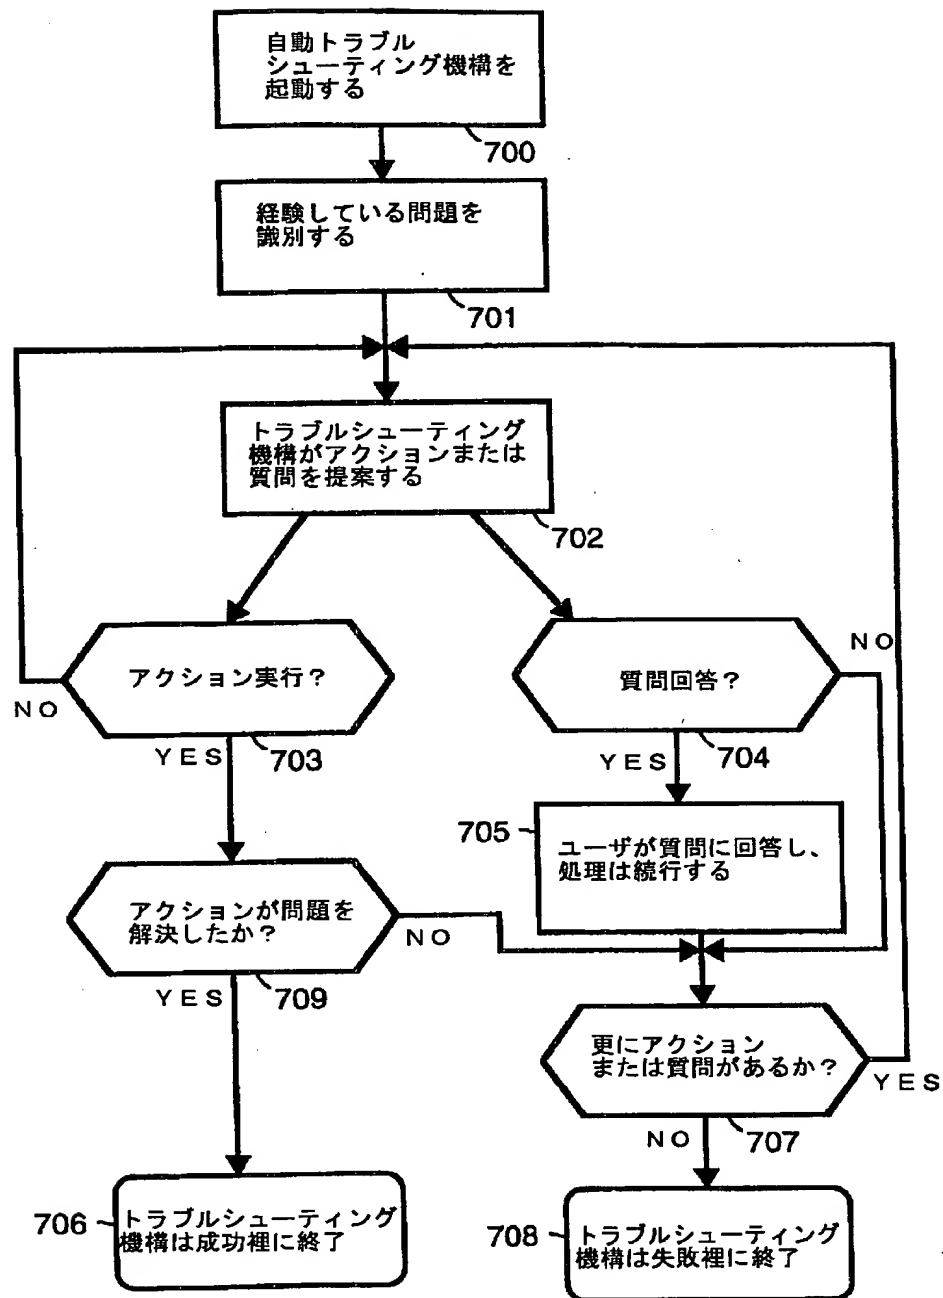 自動トラブル
シューティング機構を
起動する
700
経験している問題を
識別する
701
トラブルシューティング
機構がアクションまたは
質問を提案する
702
アクション実行?
NO
YES
703
質問回答?
NO
YES
704
705
ユーザが質問に回答し、
処理は続行する
アクションが問題を
解決したか?
NO
YES
709
更にアクション
または質問があるか?
YES
NO
707
706
トラブルシューティング
機構は成功裡に終了
708
トラブルシューティング
機構は失敗裡に終了